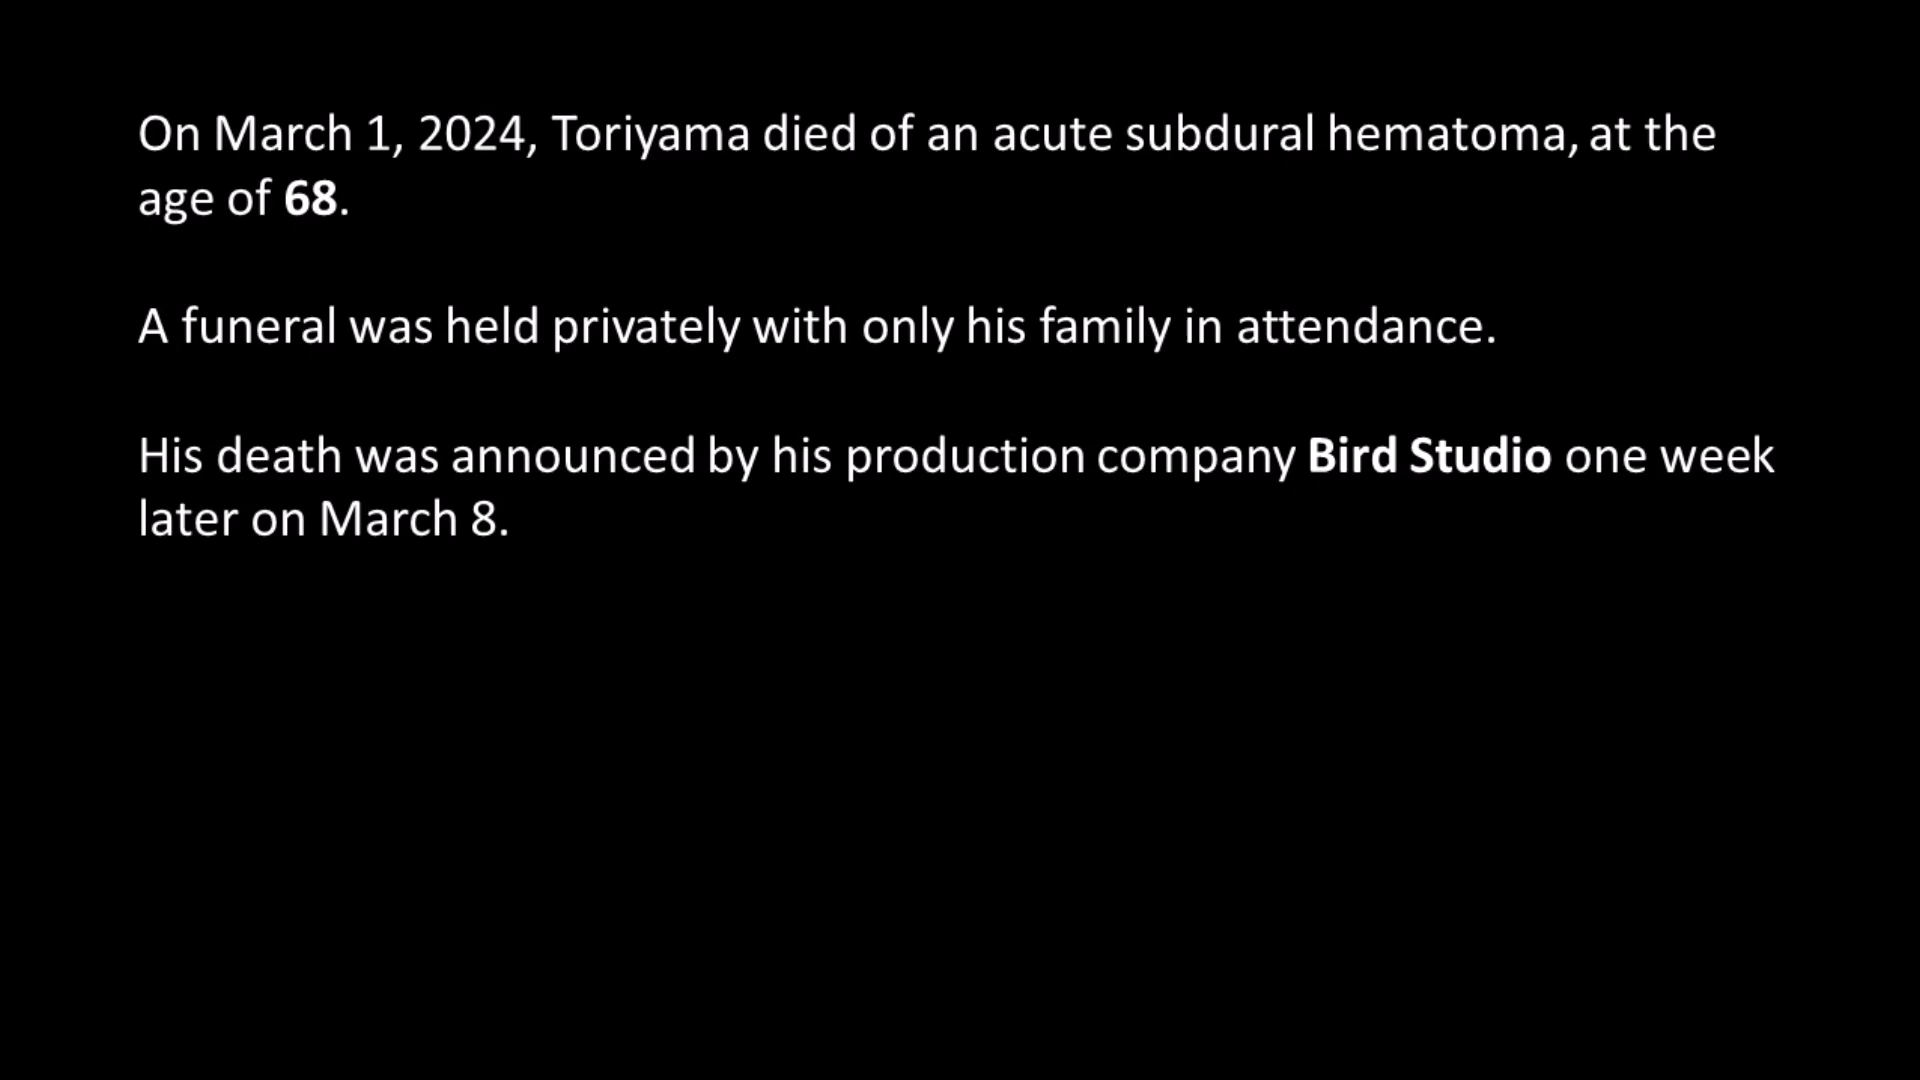 On March 1, 2024, Toriyama died of an acute subdural hematoma, at the
age of 68.
A funeral was held privately with only his family in attendance.
His death was announced by his production company Bird Studio one week
later on March 8.